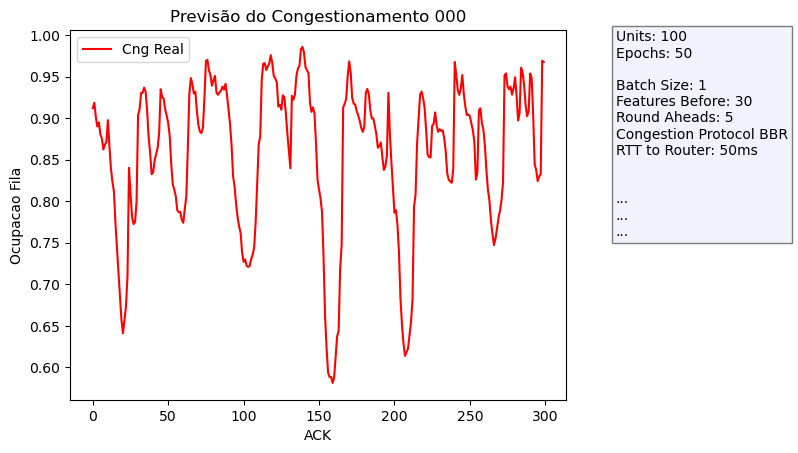 Previsão do Congestionamento 000
Cng Real
1.00
0.95
0.90
0.85
0.80
0.75
0.70
0.65
0.60
Ocupacao Fila
0
50
100
150
200
250
300
ACK
Units: 100
Epochs: 50
Batch Size: 1
Features Before: 30
Round Aheads: 5
Congestion Protocol BBR
RTT to Router: 50ms
...
...
...